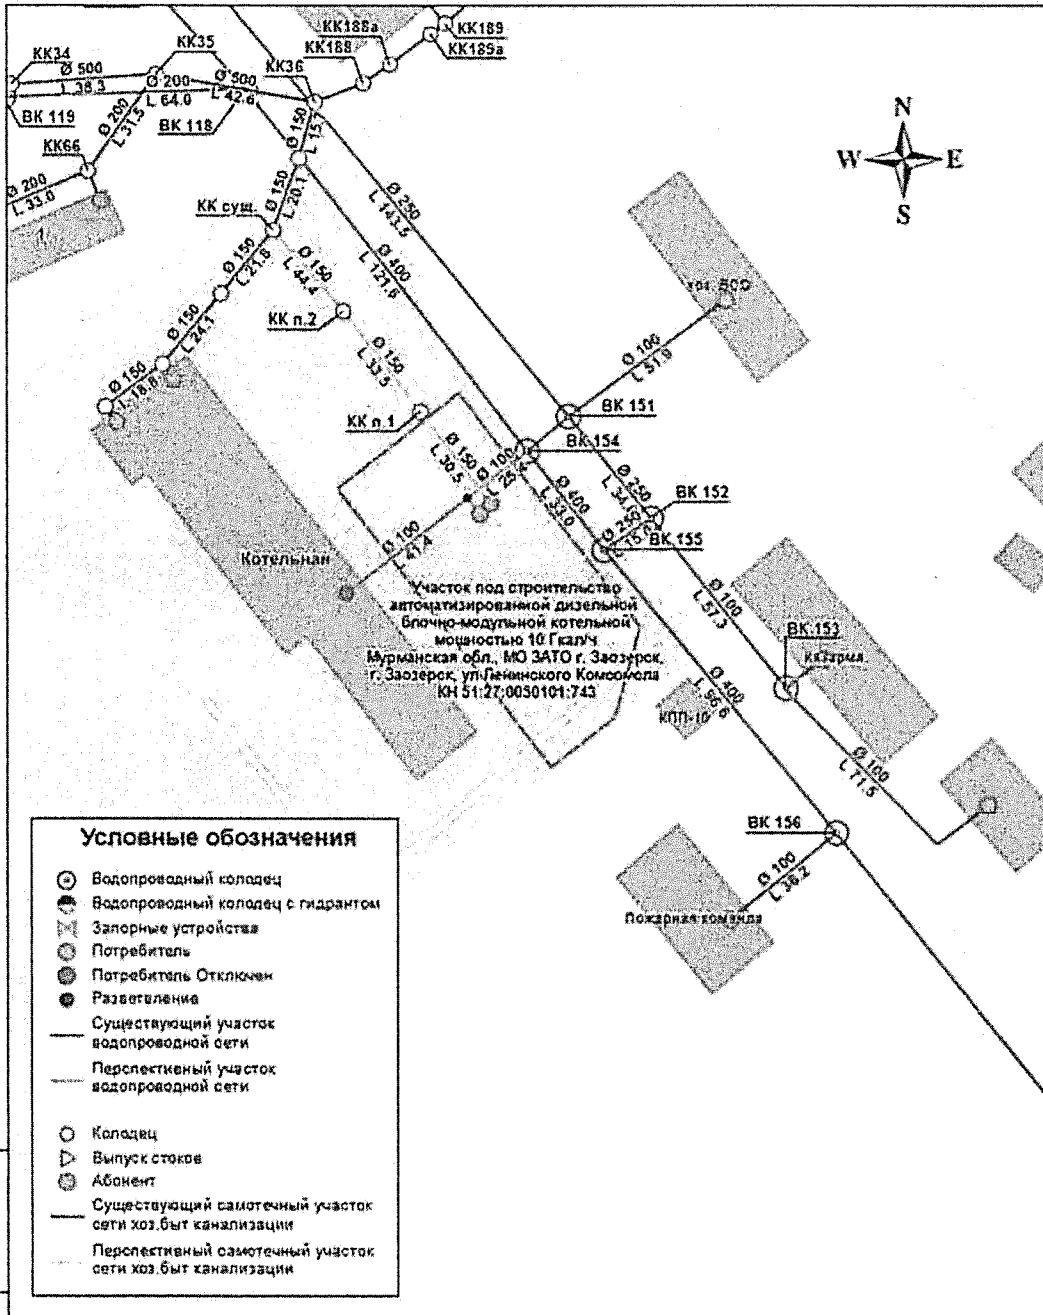 КК188а
КК189
КК35
КК188
КК189а
КК34
КК36
Ø 500
L 38.3
Ø 200
L 64.0
Ø 500
L 42.6
ВК 119
ВК 118
Ø 200
L 31.5
Ø 150
КК66
Ø 200
L 33.0
Ø 150
L 20.1
КК сущ.
Ø 250
L 143.5
N
W
E
S
Ø 150
L 21.8
Ø 150
L 44.4
Ø 400
L 121.6
КК п.2
Ø 150
L 24.1
Ø 150
L 33.5
Ø 100
L 51.9
Ø 150
L 18.8
КК п.1
ВК 151
ВК 154
Ø 150
L 30.5
Ø 100
L 25.4
Ø 400
L 33.0
Ø 250
ВК 152
Ø 250
ВК 155
Ø 100
41.4
Котельная
Участок под строительство
автоматизированной дизельной
блочно-модульной котельной
мощностью 10 Гкал/ч
Мурманская обл., МО ЗАТО г. Заозерск,
г. Заозерск, ул Ленинского Комсомола
КН 51:27:0050101:743
Ø 100
L 57.3
ВК 153
казарма
Ø 400
L 96.6
КПП-10
Ø 100
L 71.5
ВК 156
Ø 100
L 36.2
Пожарная команда
Условные обозначения
Водопроводный колодец
Водопроводный колодец с гидрантом
Запорные устройства
Потребитель
Потребитель Отключен
Разветвление
Существующий участок
водопроводной сети
Перспективный участок
водопроводной сети
Колодец
Выпуск стоков
Абонент
Существующий самотечный участок
сети хоз.быт канализации
Перспективный самотечный участок
сети хоз.быт канализации